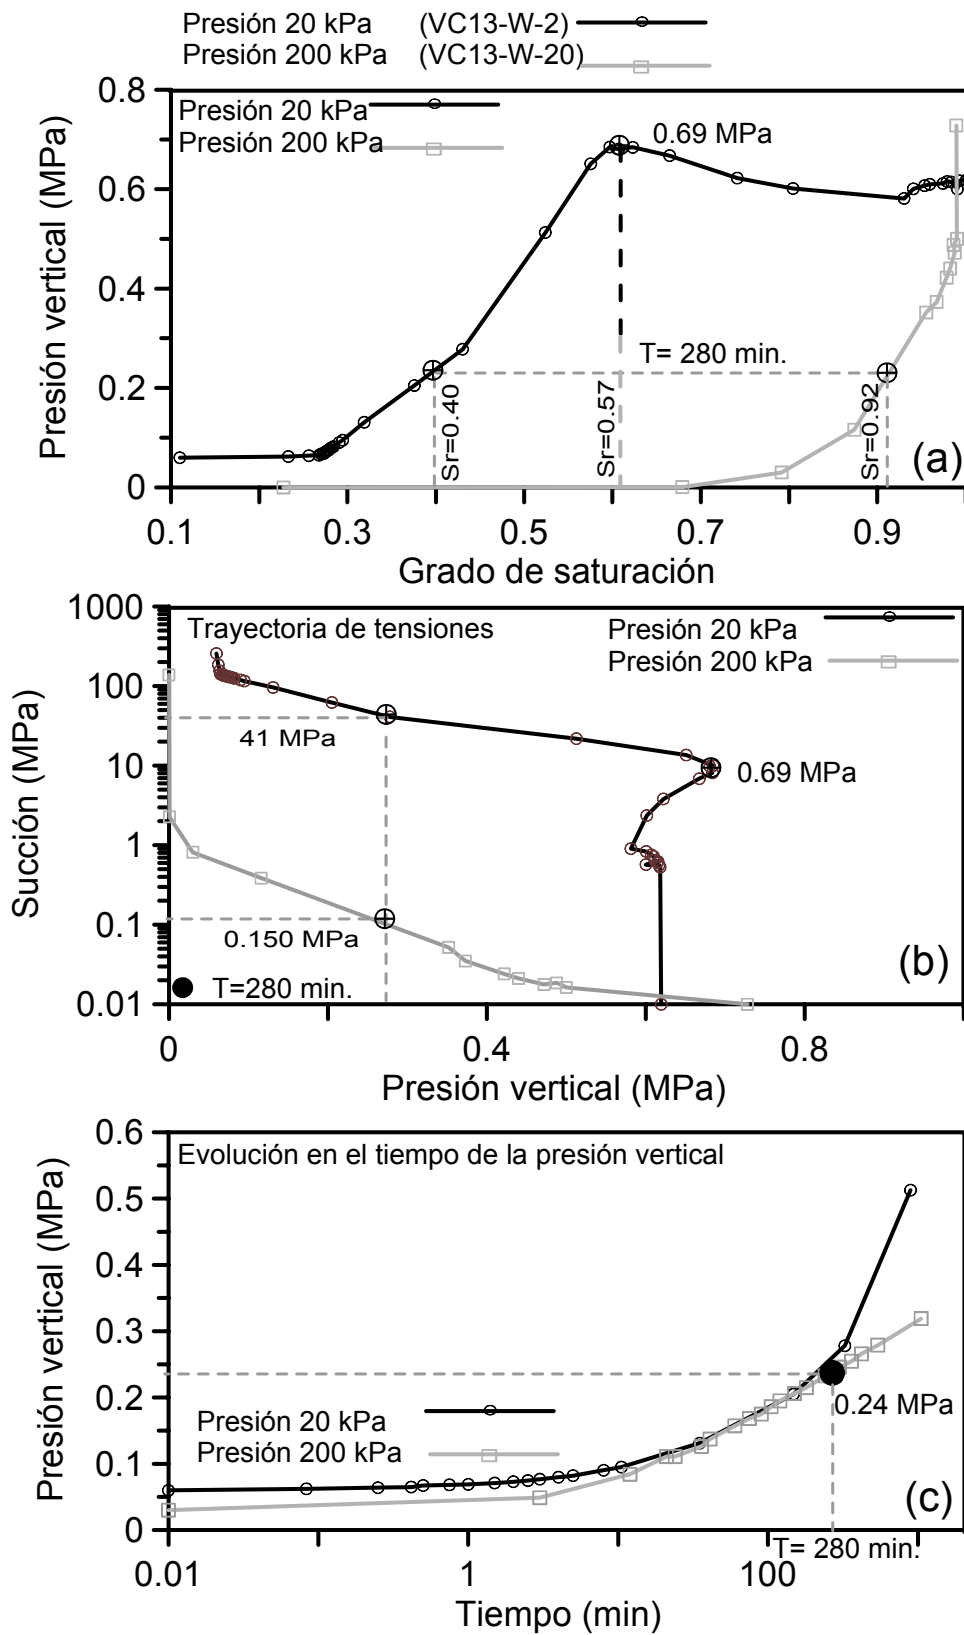 Presión 20 kPa (VC13-W-2)
Presión 200 kPa (VC13-W-20)
Presión 20 kPa
Presión 200 kPa
0.69 MPa
T= 280 min.
Sr=0.40
Sr=0.57
Sr=0.92
(a)
Presión vertical (MPa)
0.8
0.6
0.4
0.2
0
0.1 0.3 0.5 0.7 0.9
Grado de saturación
Trayectoria de tensiones
Presión 20 kPa
Presión 200 kPa
41 MPa
0.69 MPa
0.150 MPa
T=280 min.
(b)
Succión (MPa)
1000
100
10
1
0.1
0.01
0 0.4 0.8
Presión vertical (MPa)
Evolución en el tiempo de la presión vertical
0.24 MPa
Presión 20 kPa
Presión 200 kPa
(c)
T= 280 min.
Presión vertical (MPa)
0.6
0.5
0.4
0.3
0.2
0.1
0
0.01 1 100
Tiempo (min)